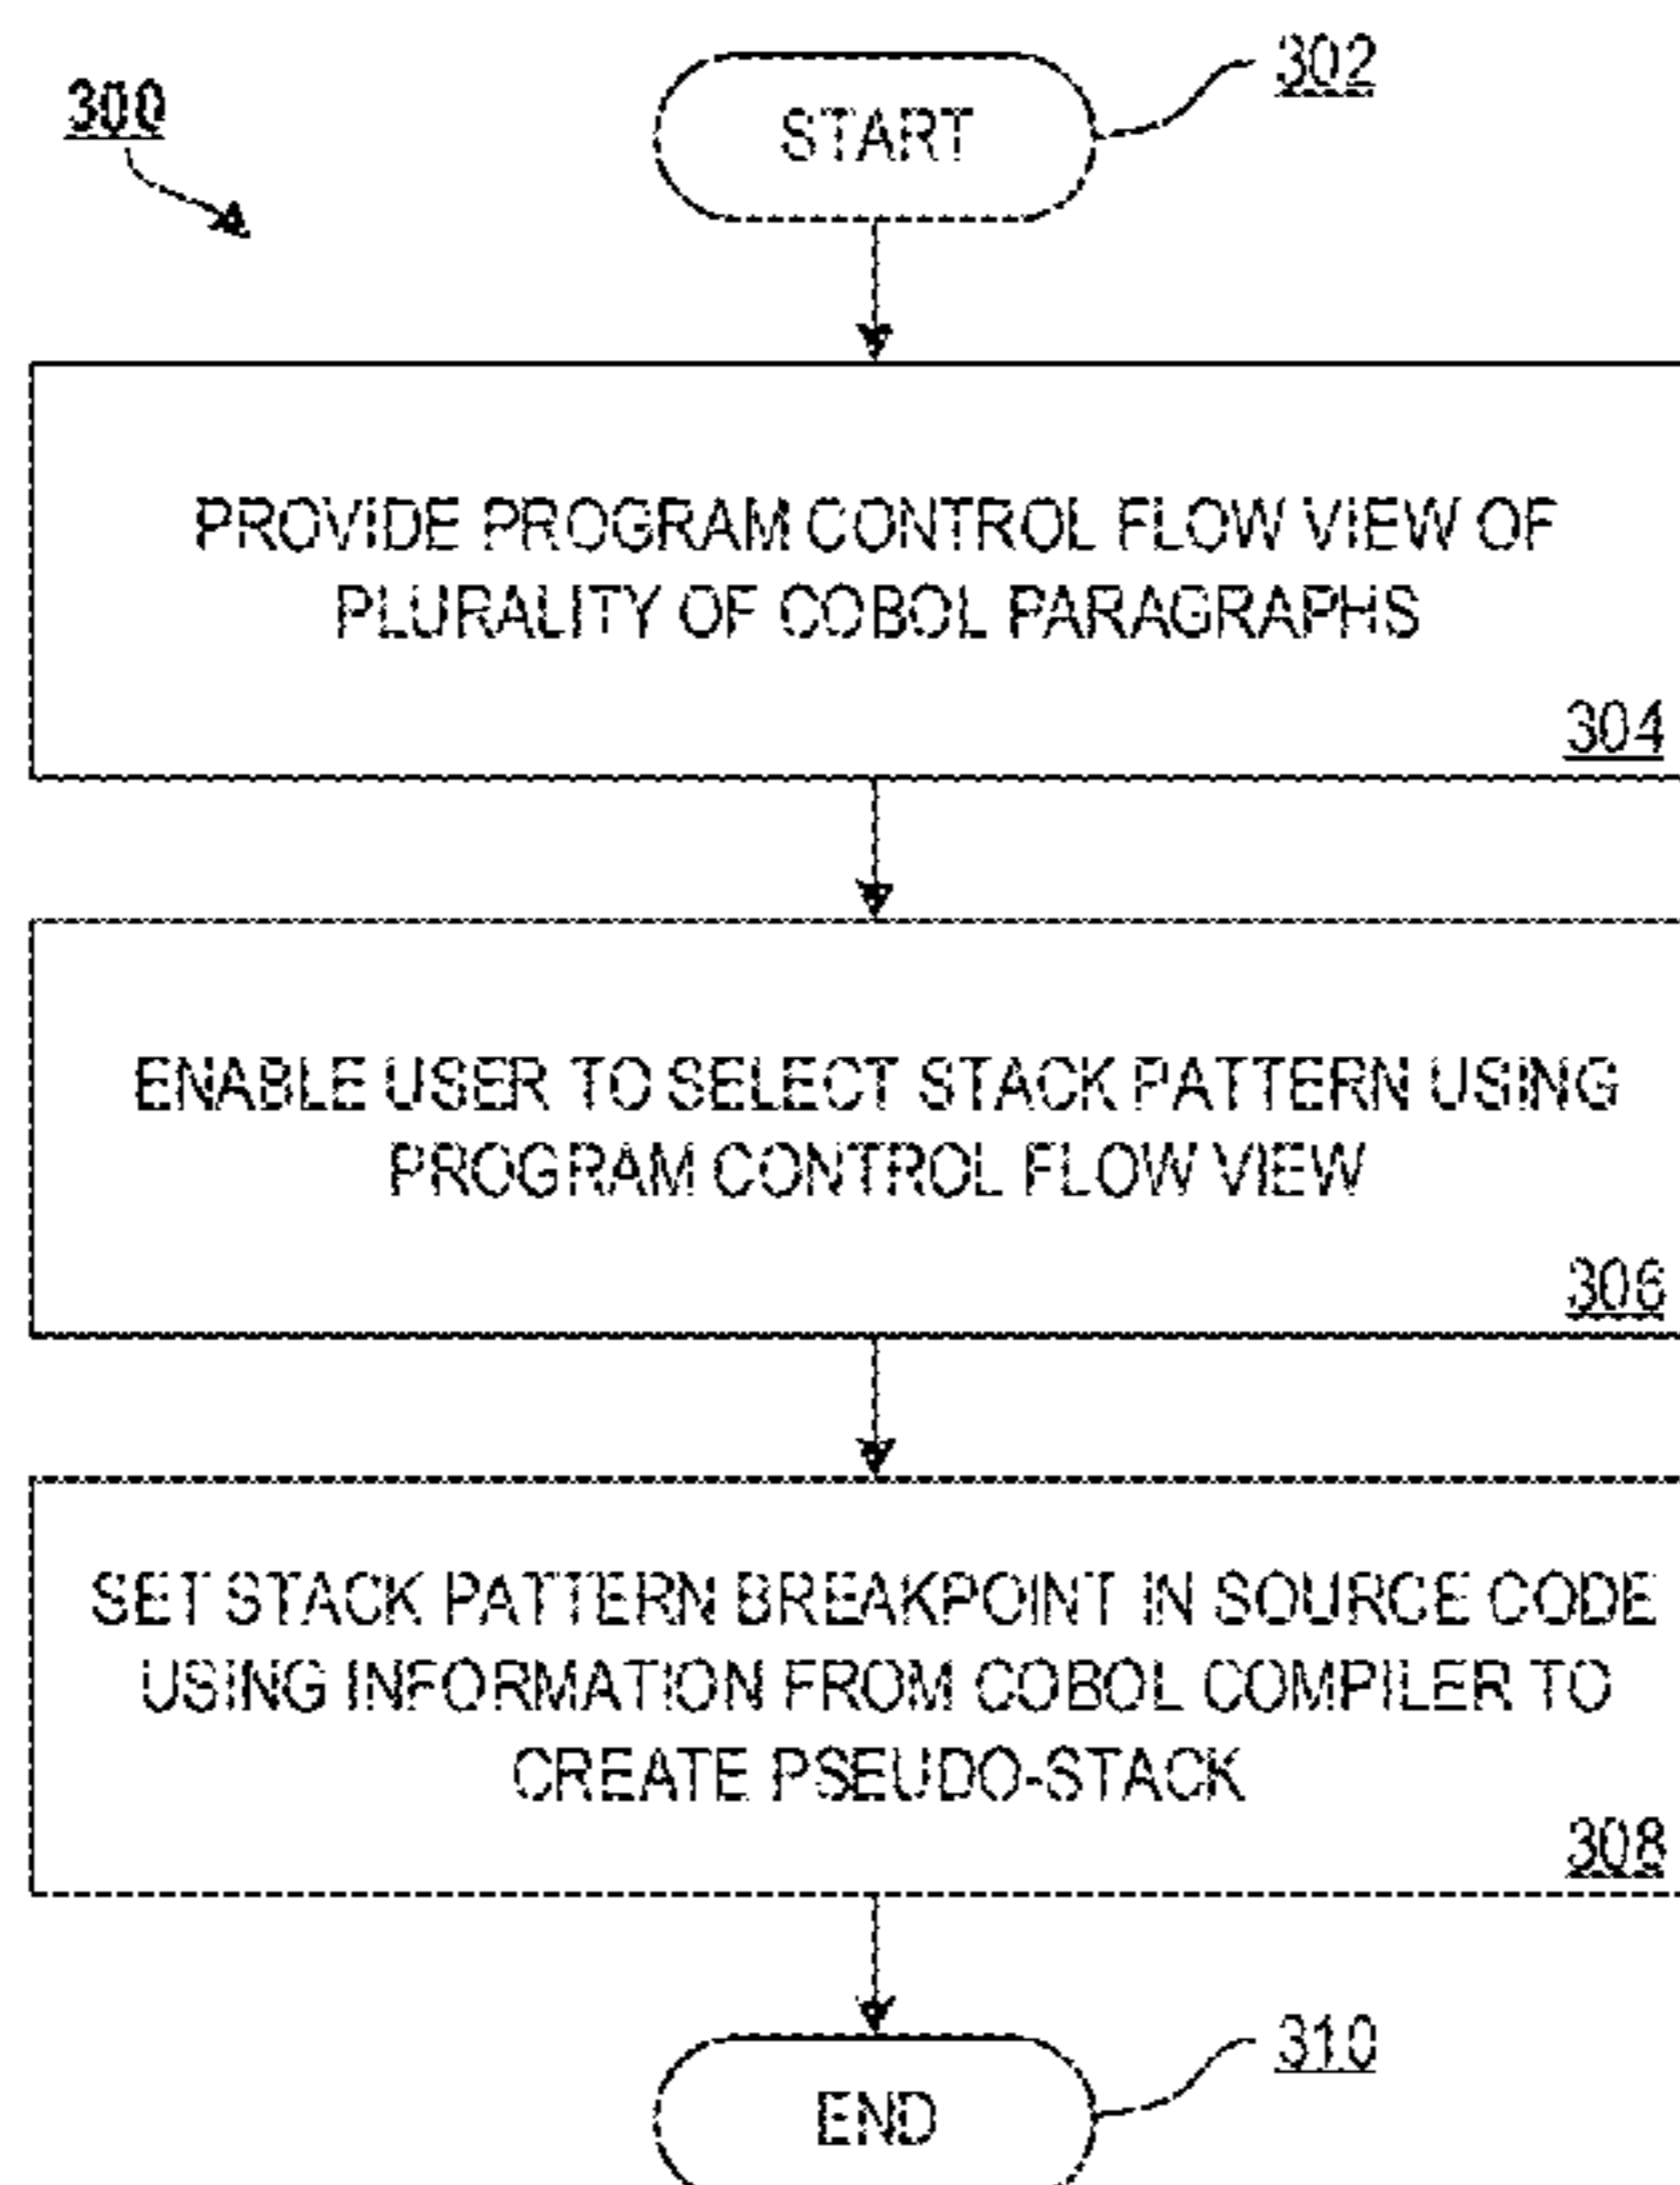 300
302
START
PROVIDE PROGRAM CONTROL FLOW VIEW OF
PLURALITY OF COBOL PARAGRAPHS
304
ENABLE USER TO SELECT STACK PATTERN USING
PROGRAM CONTROL FLOW VIEW
306
SET STACK PATTERN BREAKPOINT IN SOURCE CODE
USING INFORMATION FROM COBOL COMPILER TO
CREATE PSEUDO-STACK
308
310
END